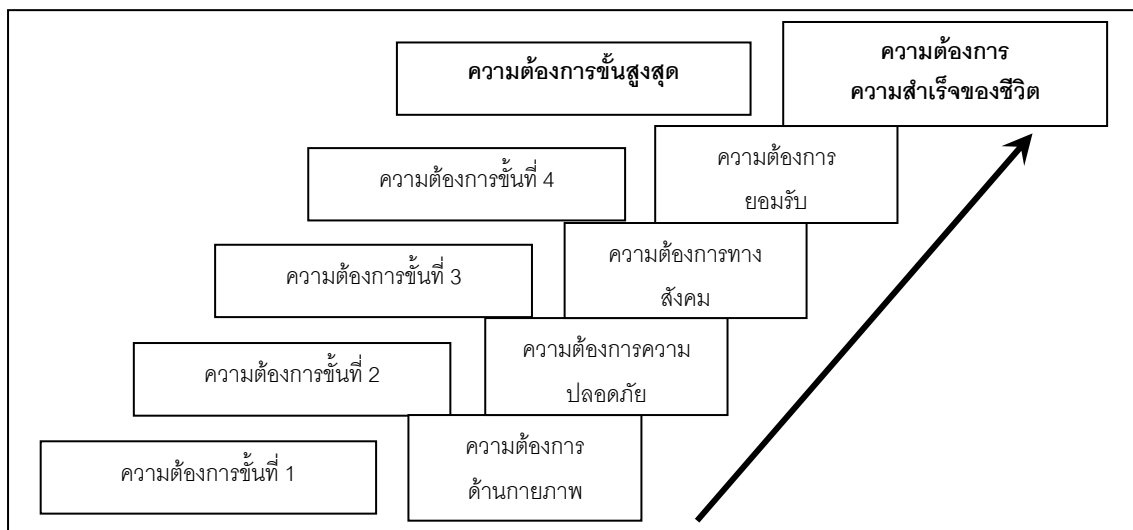 ความต้องการขั้นสูงสุด
ความต้องการ
ความสำเร็จของชีวิต
ความต้องการขั้นที่ 4
ความต้องการ
ยอมรับ
ความต้องการขั้นที่ 3
ความต้องการทาง
สังคม
ความต้องการขั้นที่ 2
ความต้องการความ
ปลอดภัย
ความต้องการขั้นที่ 1
ความต้องการ
ด้านกายภาพ